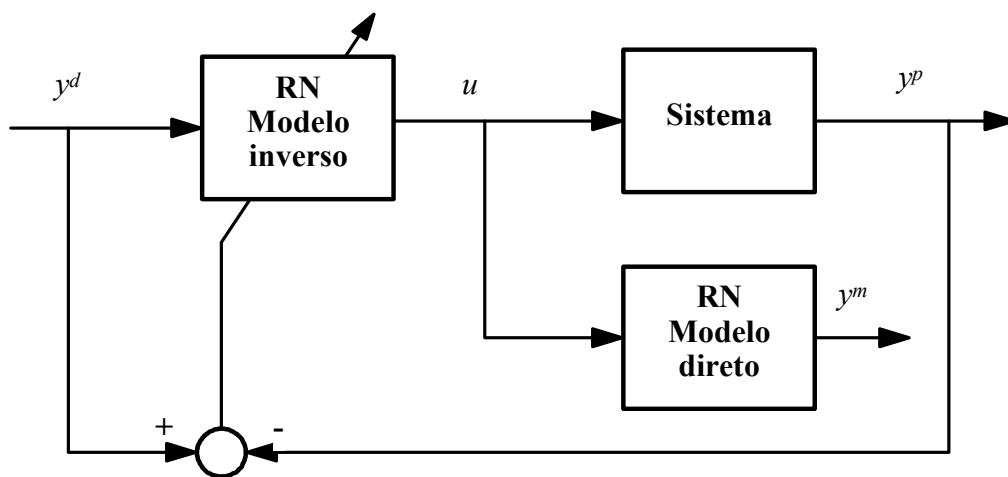 y^d
RN
Modelo
inverso
u
Sistema
y^p
RN
Modelo
direto
y^m
+
-